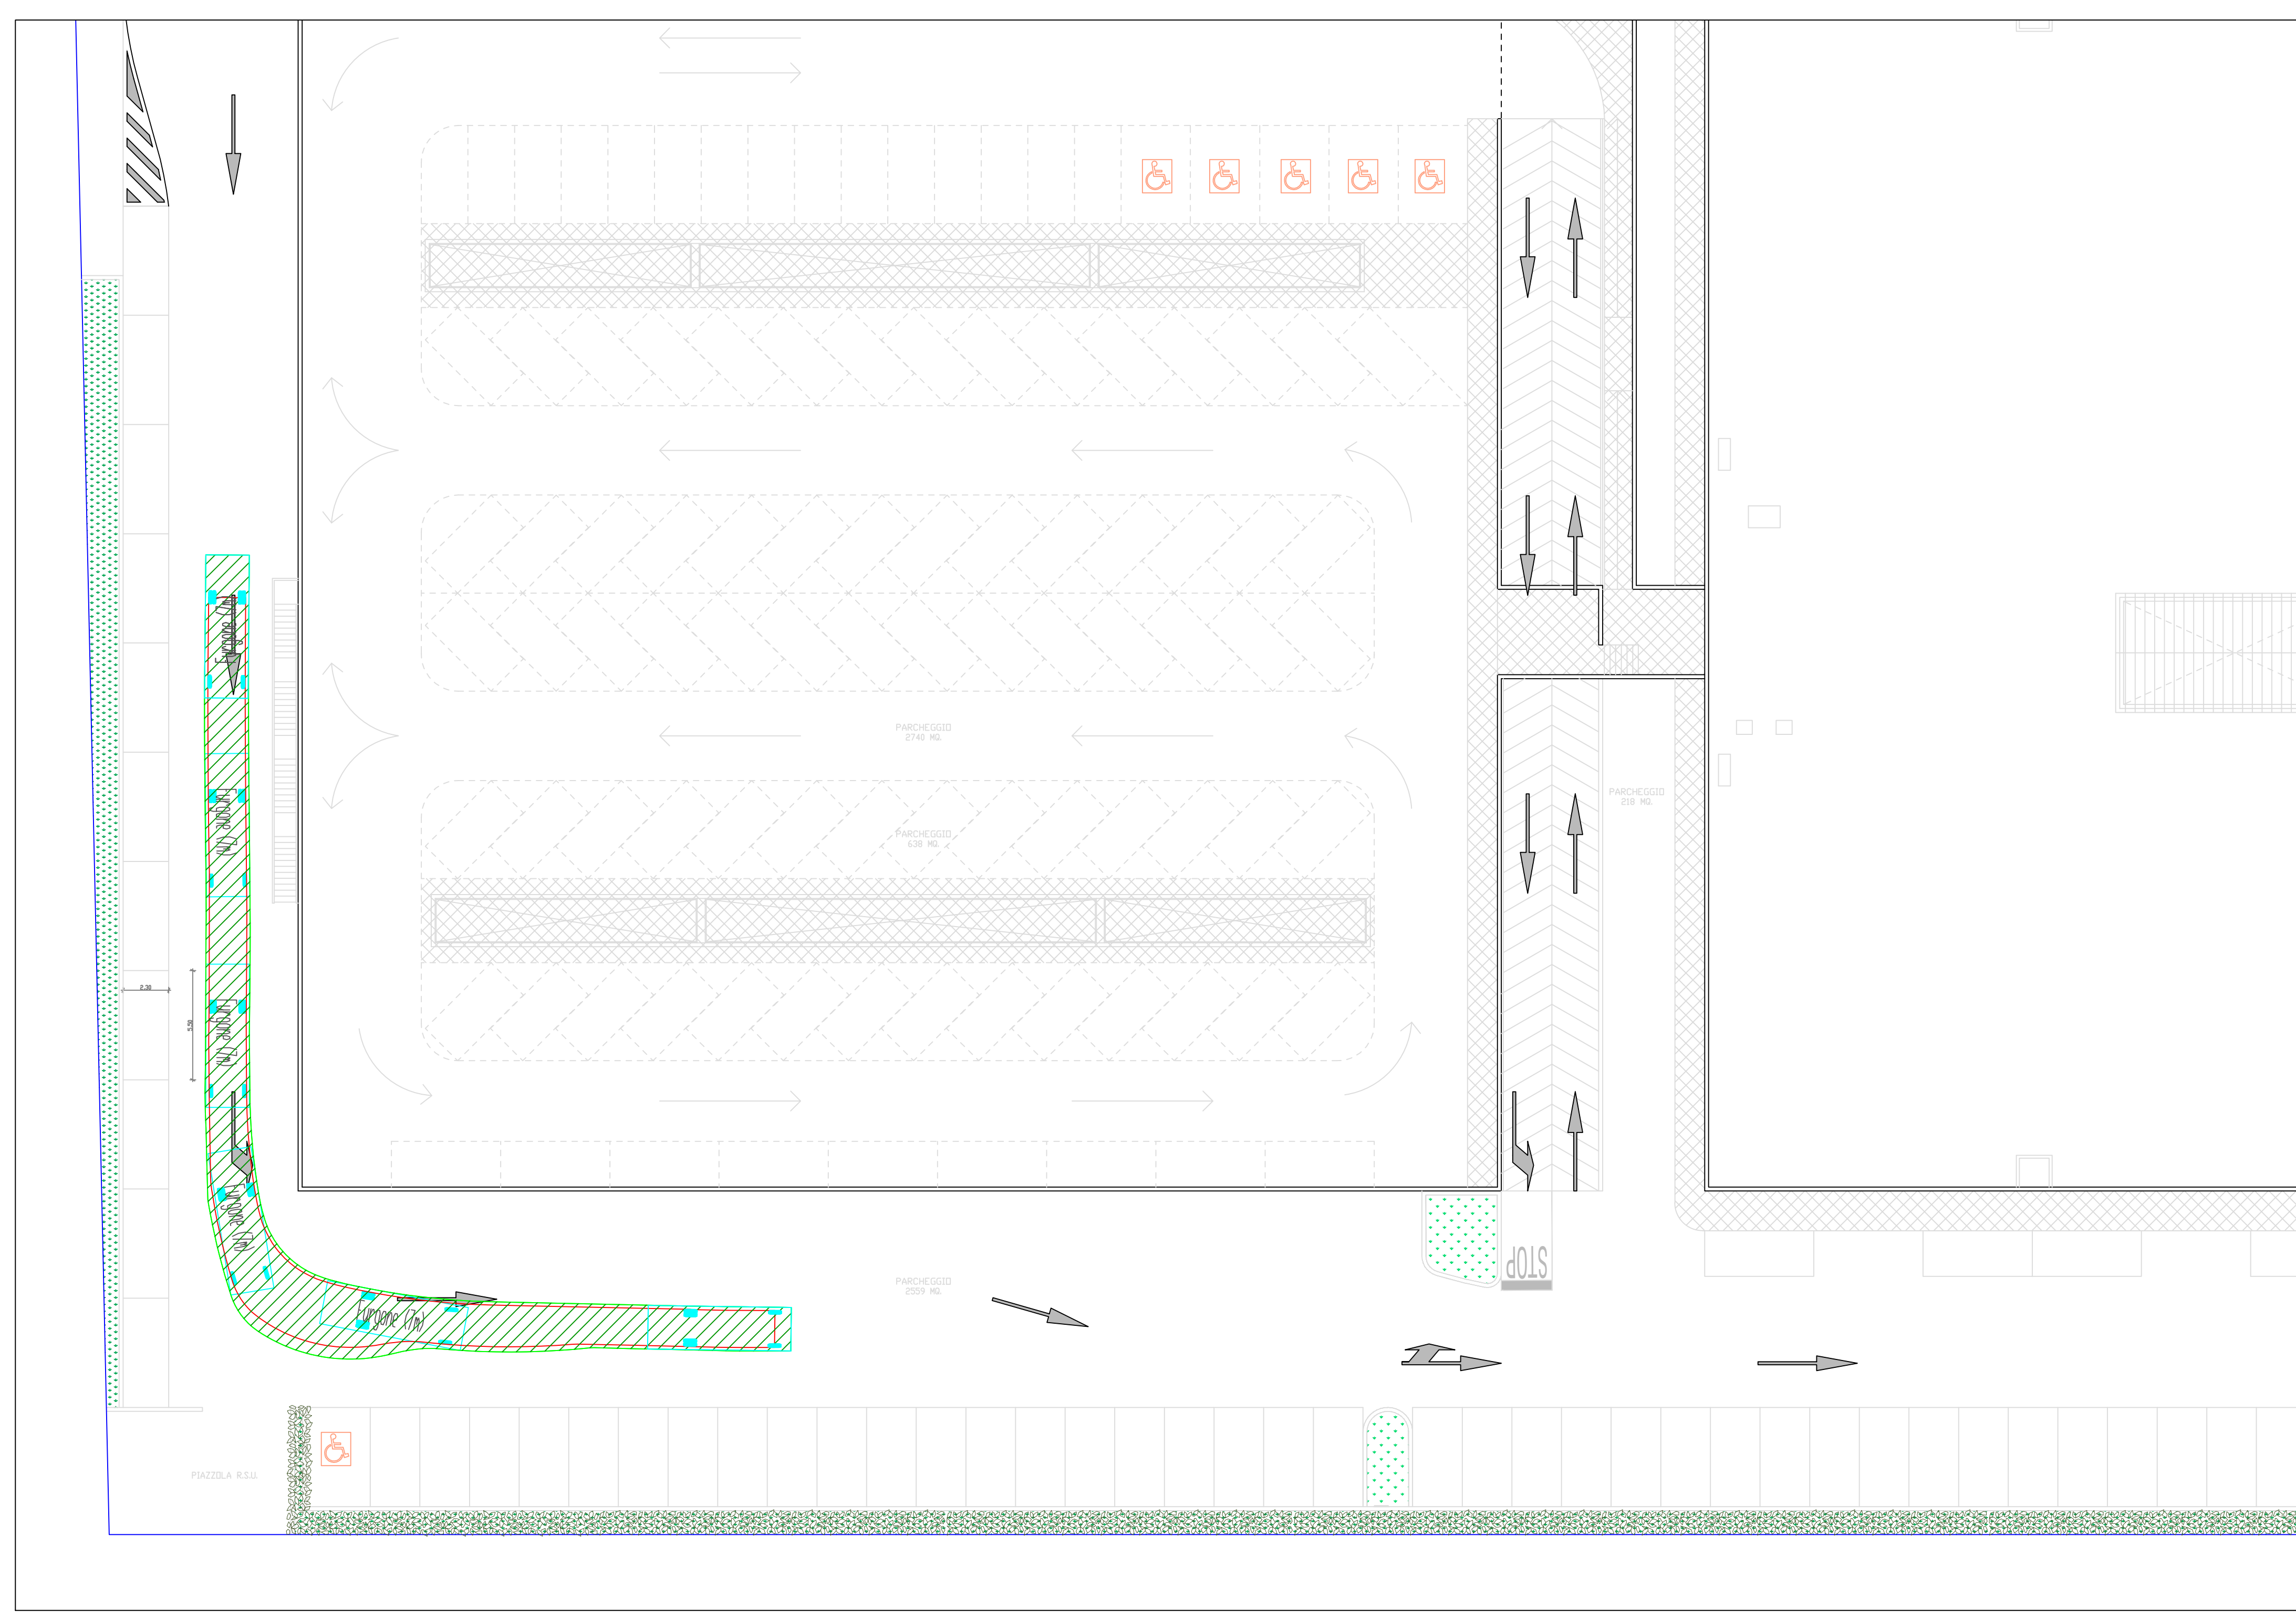 Furgone (7m)
PARCHEGGIO
2740 MQ.
PARCHEGGIO
218 MQ.
Furgone (7m)
PARCHEGGIO
638 MQ.
2.30
5.50
Furgone (7m)
Furgone (7m)
STOP
PARCHEGGIO
2559 MQ.
Furgone (7m)
PIAZZOLA R.S.U.